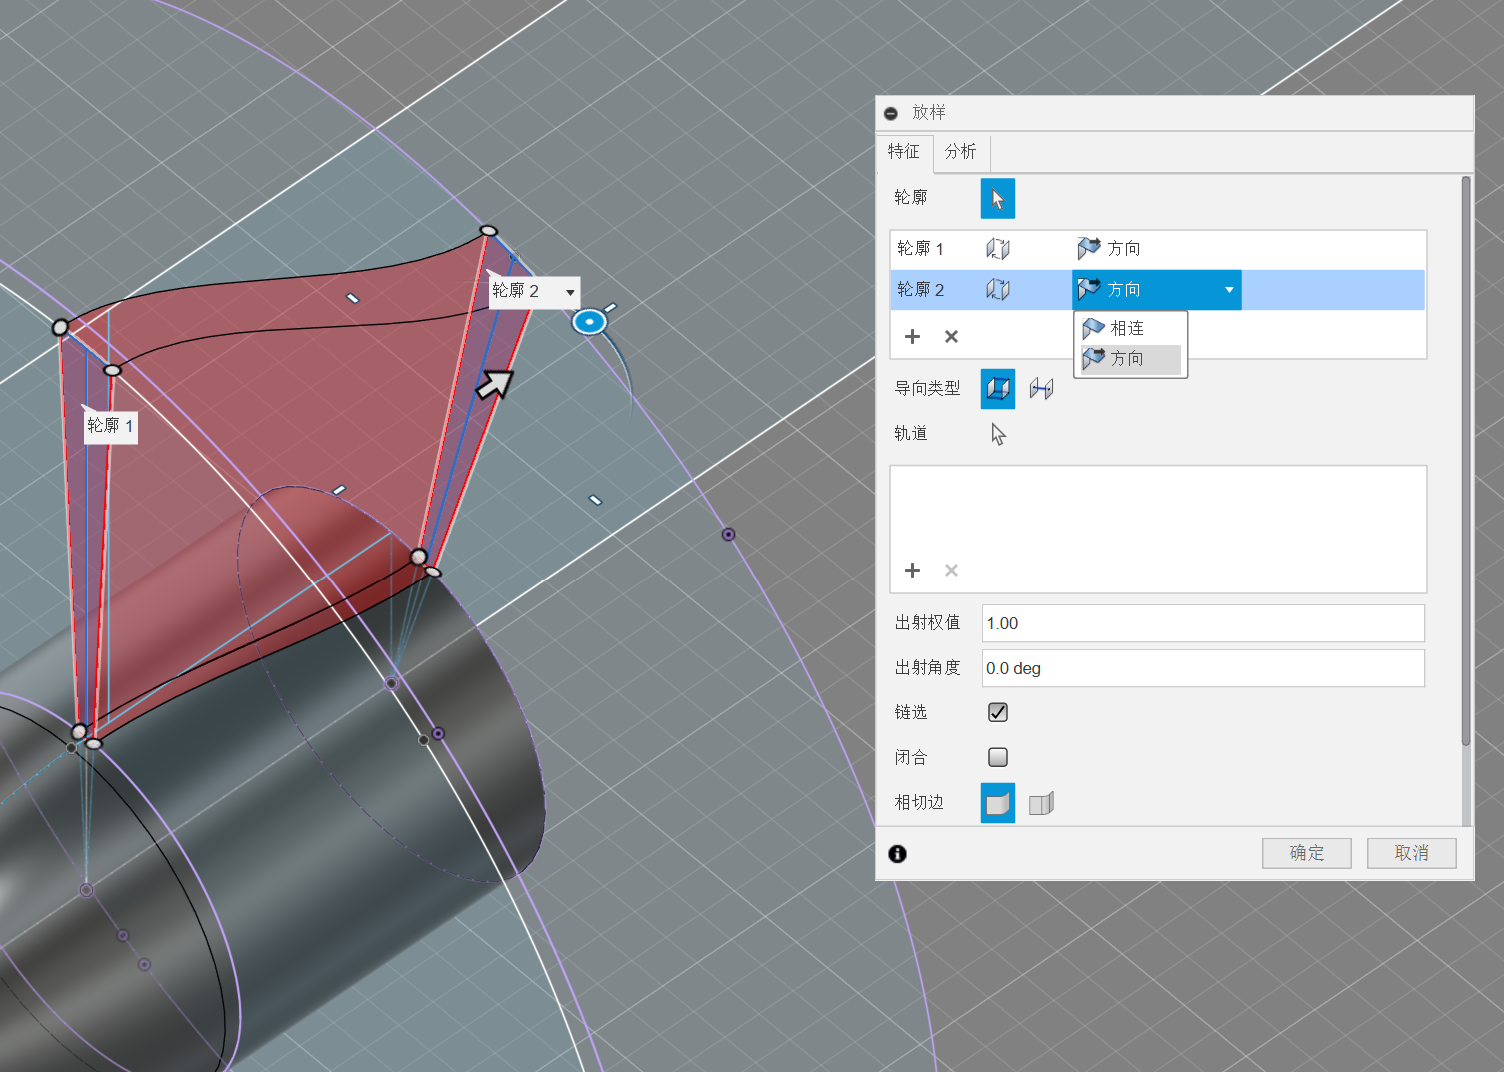 放样
特征 分析
轮廓
轮廓 1 方向
轮廓 2 方向
相连
方向
导向类型
轨道
出射权值 1.00
出射角度 0.0 deg
链选
闭合
相切边
确定 取消
轮廓 2
轮廓 1